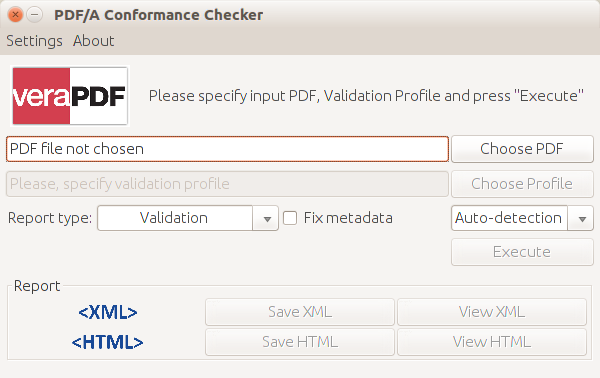 PDF/A Conformance Checker
Settings About
veraPDF Please specify input PDF, Validation Profile and press "Execute"
PDF file not chosen Choose PDF
Please, specify validation profile Choose Profile
Report type: Validation Fix metadata Auto-detection
Execute
Report
<XML> Save XML View XML
<HTML> Save HTML View HTML